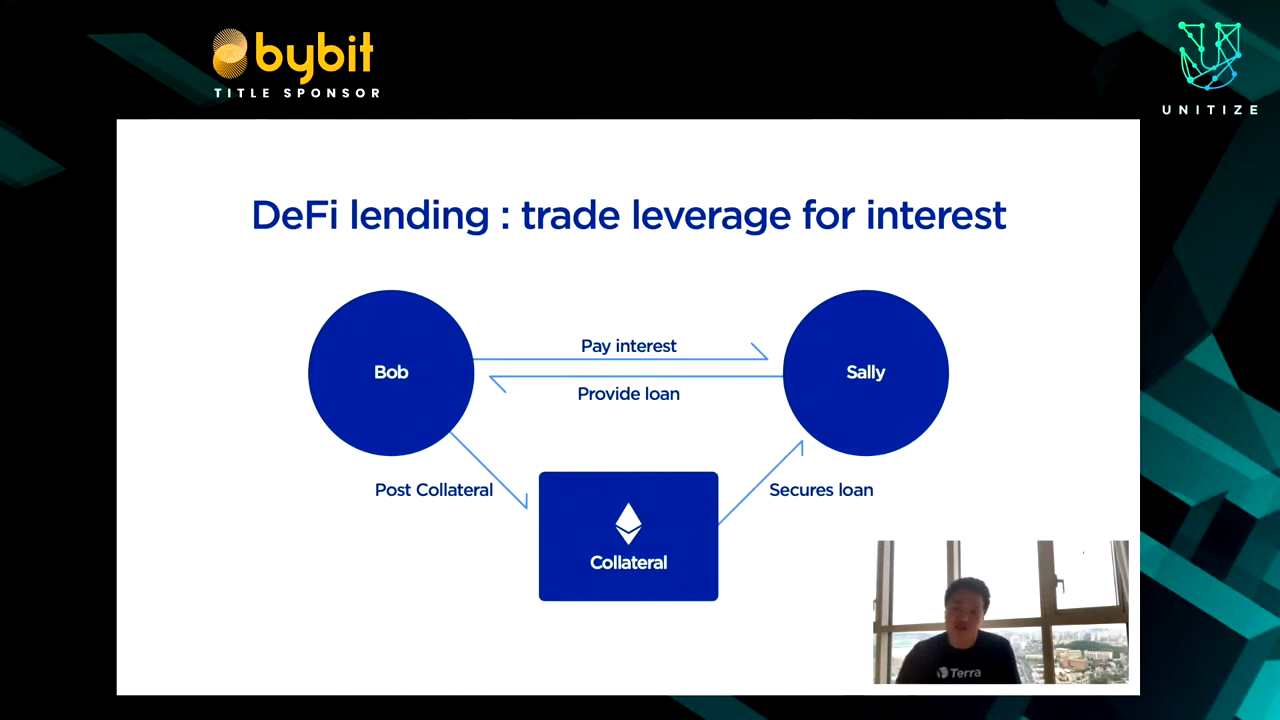 bybit
TITLE SPONSOR
UNITIZE
DeFi lending : trade leverage for interest
Pay interest
Bob
Sally
Provide loan
Post Collateral
Secures loan
Collateral
Terra